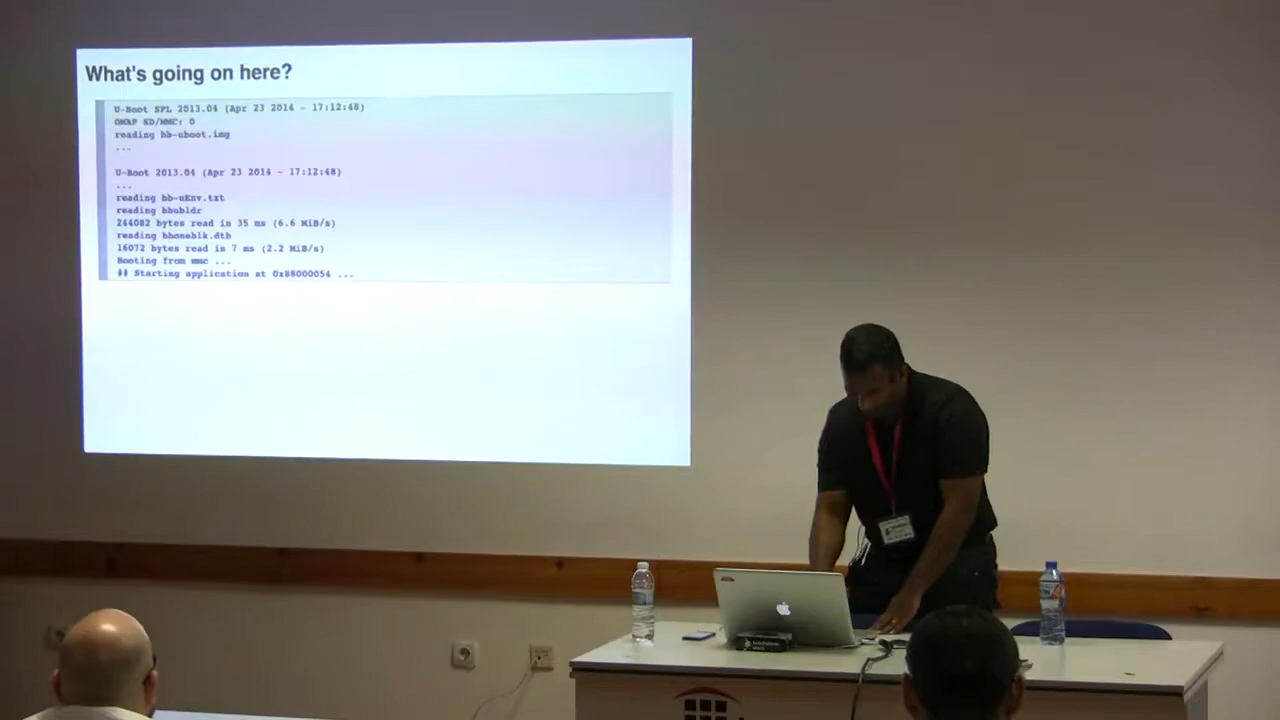 What's going on here?
U-Boot SPL 2013.04 (Apr 23 2014 - 17:12:48)
OMAP SD/MMC: 0
reading bb-uboot.img
...
U-Boot 2013.04 (Apr 23 2014 - 17:12:48)
...
reading bb-uEnv.txt
reading bbubldr
244082 bytes read in 35 ms (6.6 MiB/s)
reading bboneblk.dtb
16072 bytes read in 7 ms (2.2 MiB/s)
Booting from mmc ...
## Starting application at 0x88000054 ...